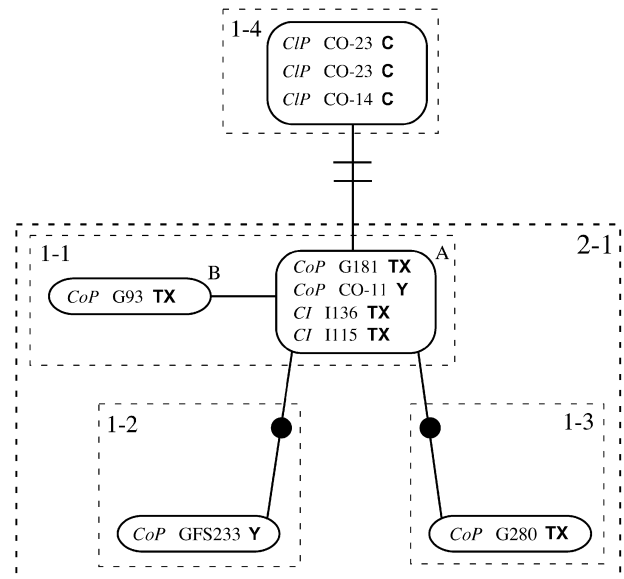 1-4
ClP CO-23 C
ClP CO-23 C
ClP CO-14 C
2-1
1-1
A
B
CoP G181 TX
CoP CO-11 Y
CI I136 TX
CI I115 TX
CoP G93 TX
1-2
1-3
CoP GFS233 Y
CoP G280 TX